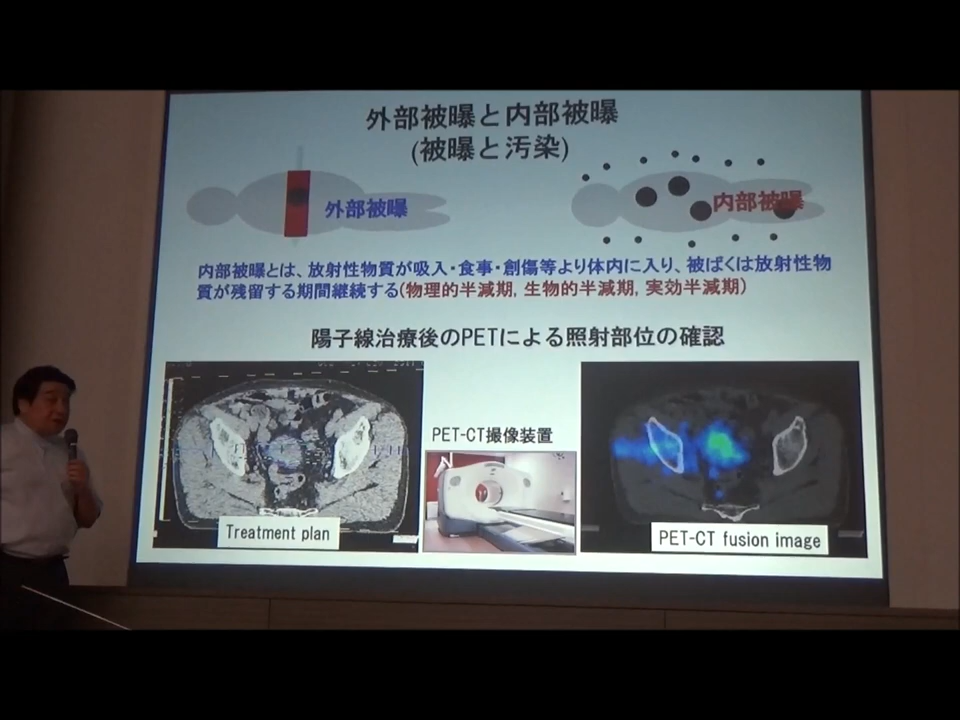 外部被曝と内部被曝
(被曝と汚染)
外部被曝
内部被曝
内部被曝とは、放射性物質が吸入・食事・創傷等より体内に入り、被ばくは放射性物
質が残留する期間継続する(物理的半減期, 生物的半減期, 実効半減期)
陽子線治療後のPETによる照射部位の確認
PET-CT撮像装置
Treatment plan
PET-CT fusion image